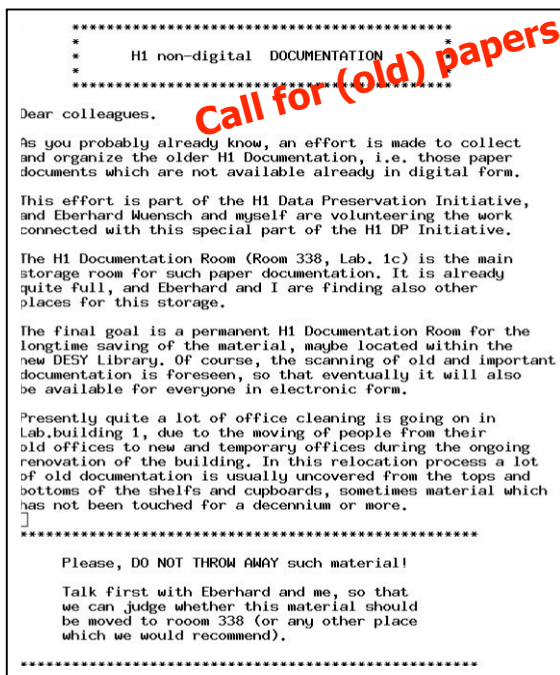 ****************************************************
*                                                  *
*      H1 non-digital  DOCUMENTATION               *
*                                                  *
****************************************************
Call for (old) papers
Dear colleagues.
As you probably already know, an effort is made to collect
and organize the older H1 Documentation, i.e. those paper
documents which are not available already in digital form.
This effort is part of the H1 Data Preservation Initiative,
and Eberhard Wuensch and myself are volunteering the work
connected with this special part of the H1 DP Initiative.
The H1 Documentation Room (Room 338, Lab. 1c) is the main
storage room for such paper documentation. It is already
quite full, and Eberhard and I are finding also other
places for this storage.
The final goal is a permanent H1 Documentation Room for the
longtime saving of the material, maybe located within the
new DESY Library. Of course, the scanning of old and important
documentation is foreseen, so that eventually it will also
be available for everyone in electronic form.
Presently quite a lot of office cleaning is going on in
Lab.building 1, due to the moving of people from their
old offices to new and temporary offices during the ongoing
renovation of the building. In this relocation process a lot
of old documentation is usually uncovered from the tops and
bottoms of the shelfs and cupboards, sometimes material which
has not been touched for a decennium or more.
*****************************************************
Please, DO NOT THROW AWAY such material!
Talk first with Eberhard and me, so that
we can judge whether this material should
be moved to rooom 338 (or any other place
which we would recommend).
*****************************************************